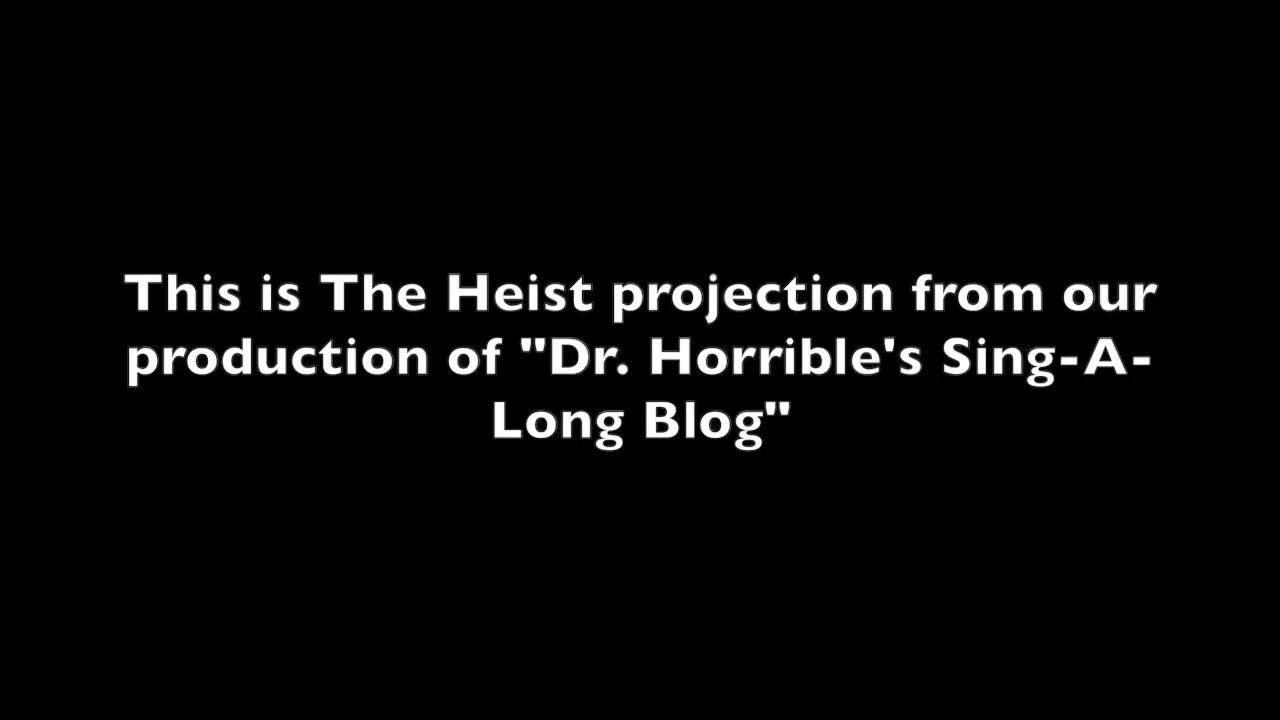 This is The Heist projection from our
production of "Dr. Horrible's Sing-A-
Long Blog"